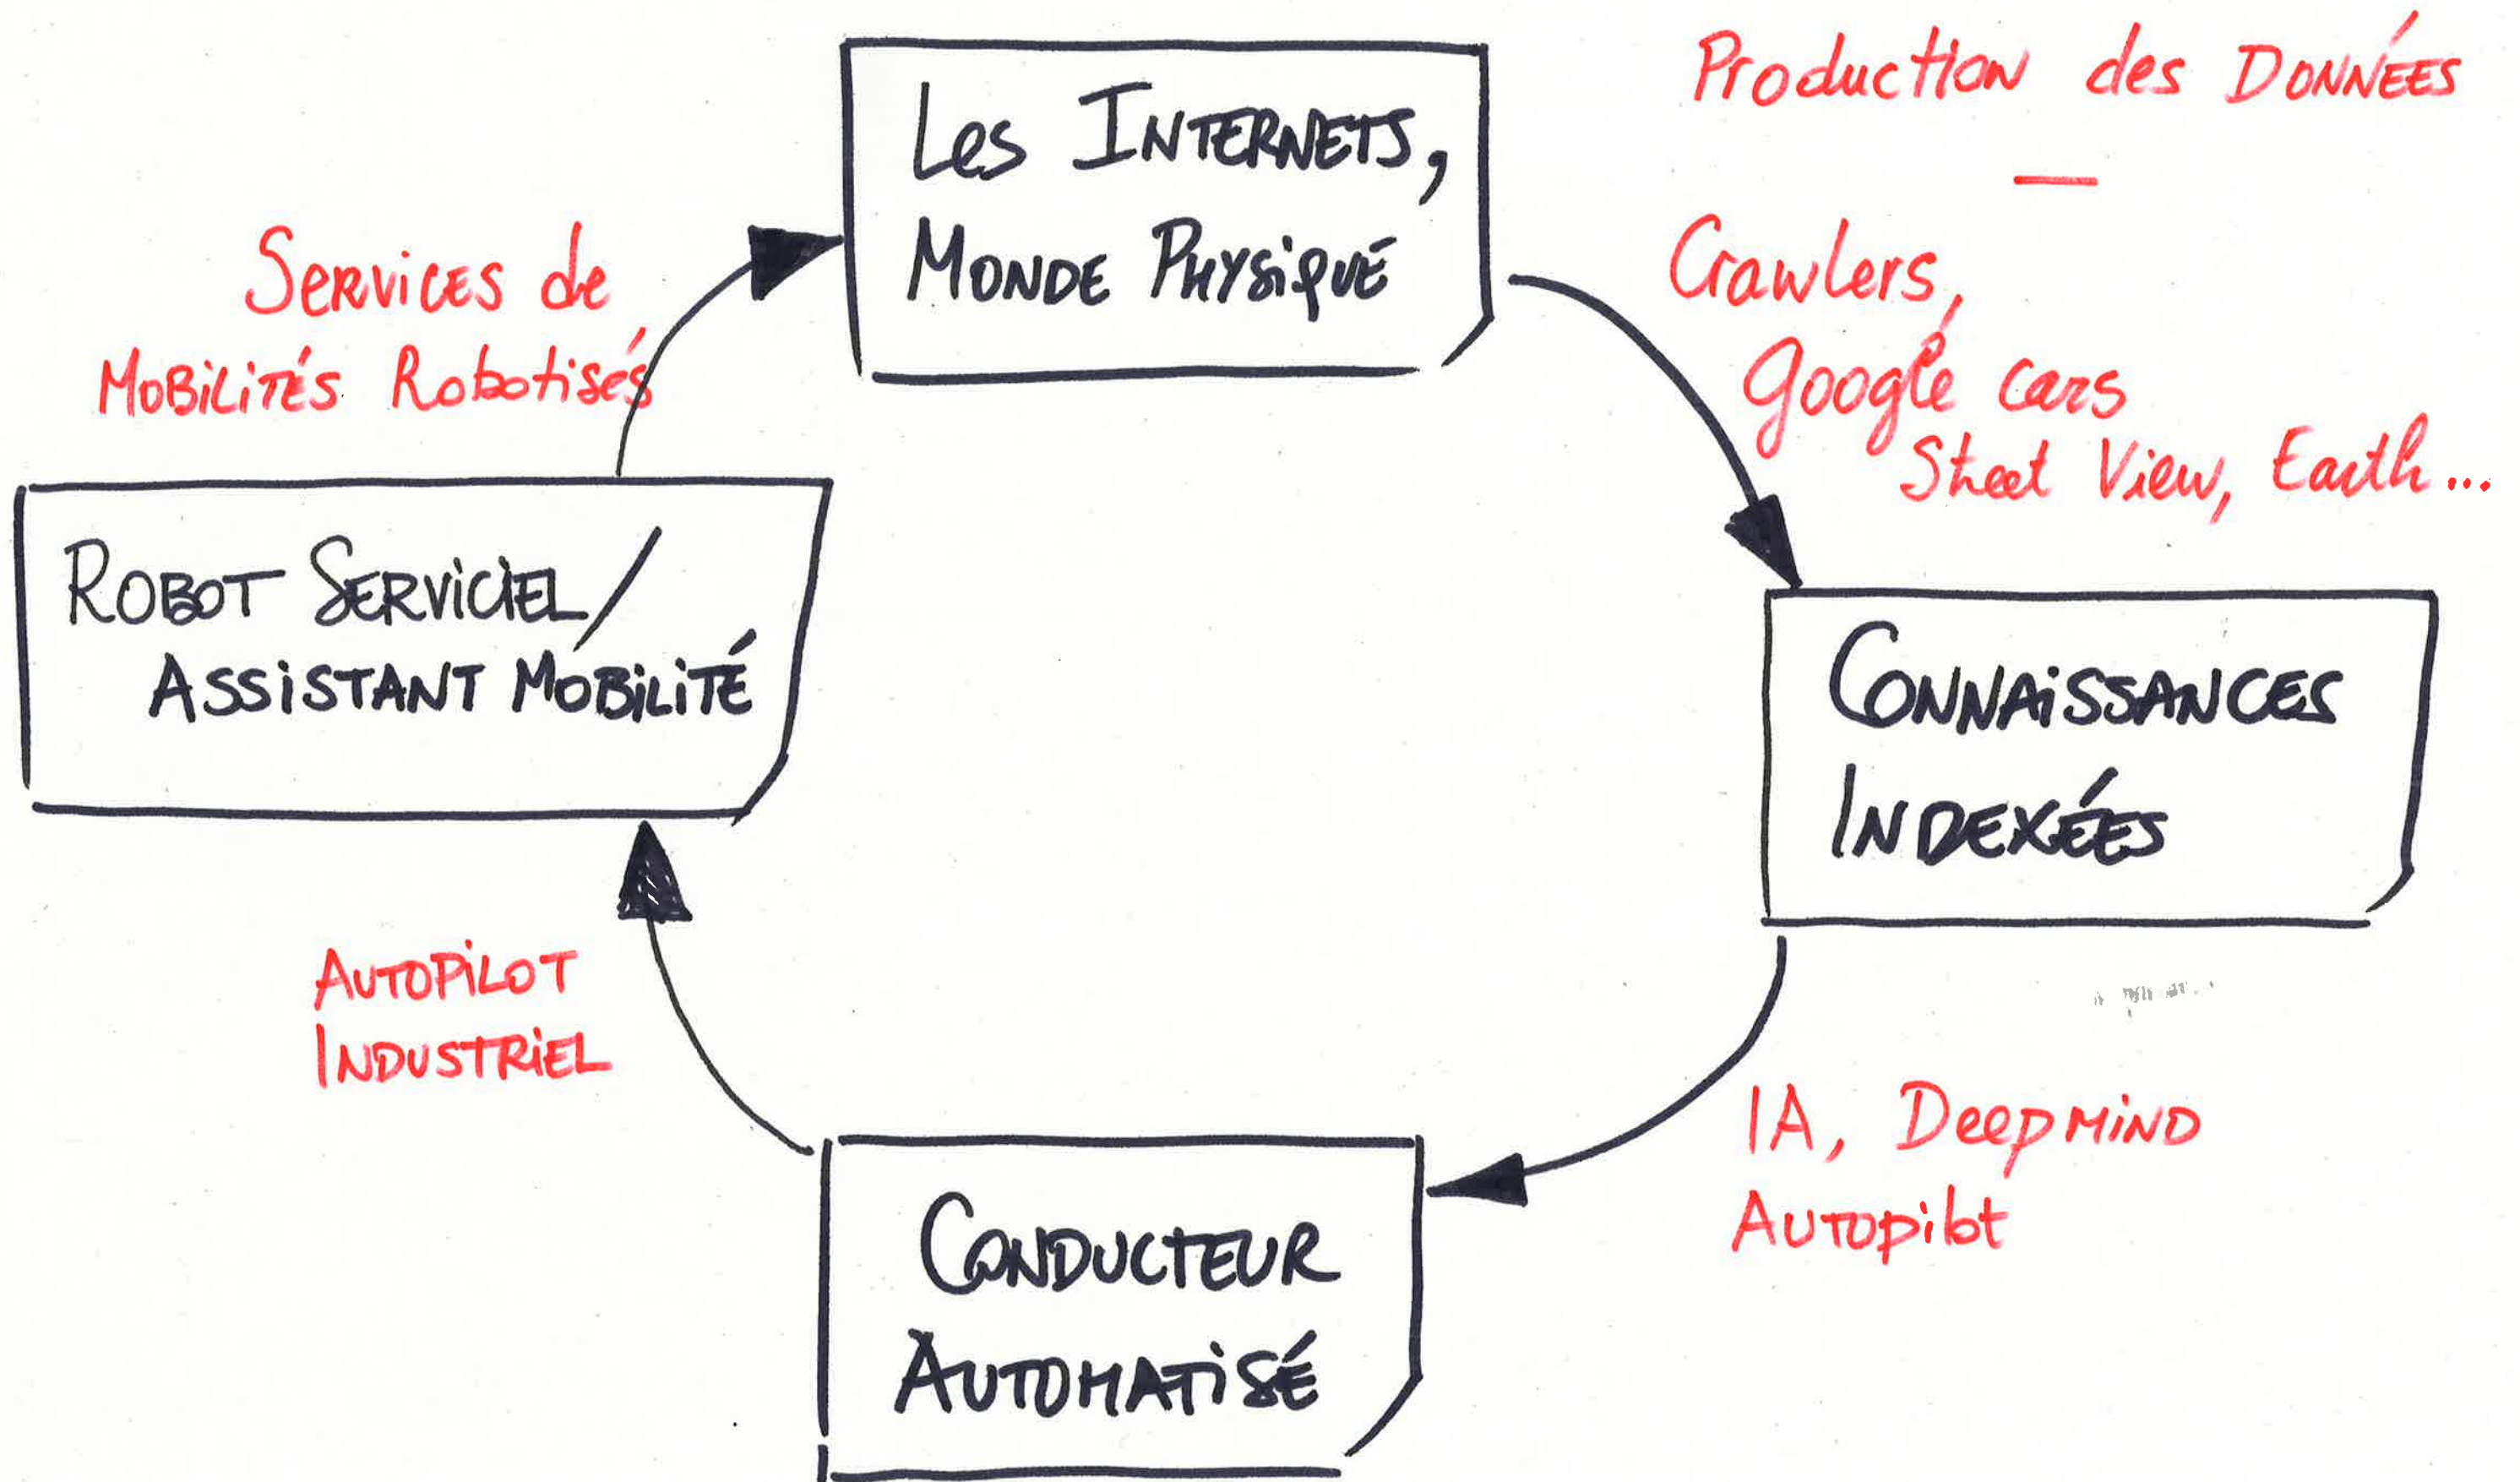 Production des DONNÉES
Les INTERNETS,
MONDE PHYSiQUE
Crawlers,
Google cars
Street View, Earth...
SERViCES de
MOBiLiTÉS Robotisés
ROBOT SERViCiEL/
ASSiSTANT MOBiLiTÉ
CONNAiSSANCES
INDEXÉES
AUTOPiLOT
INDUSTRiEL
IA, DeepMiND
AUTOpilot
CONDUCTEUR
AUTOMATiSÉ